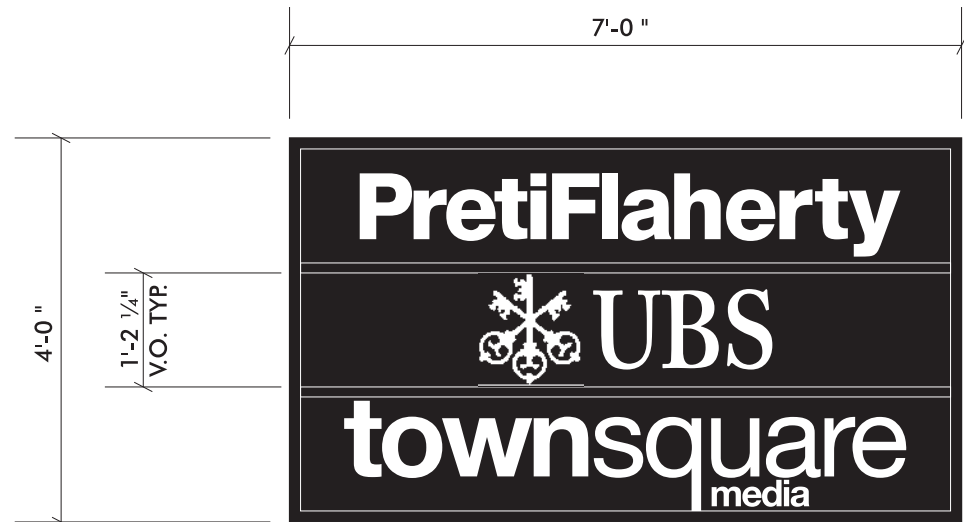 7'-0 "
4'-0 "
1'-2 ¼"
V.O. TYP.
PretiFlaherty
UBS
townsquare
media